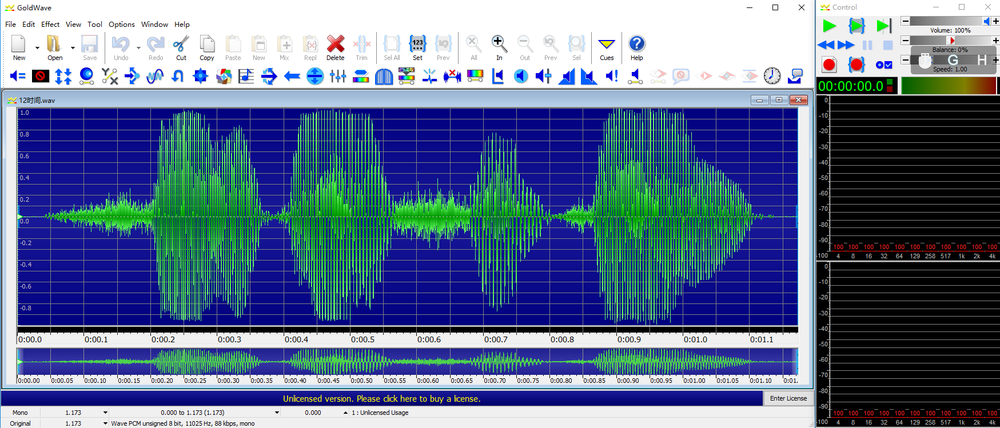 GoldWave
File Edit Effect View Tool Options Window Help
New Open Save Undo Redo Cut Copy Paste New Mix Repl Delete Trim Sel All Set Prev All In Out Prev Sel Cues Help
123
12时间.wav
1.0
0.8
0.6
0.4
0.2
0.0
-0.2
-0.4
-0.6
-0.8
0:00.0 0:00.1 0:00.2 0:00.3 0:00.4 0:00.5 0:00.6 0:00.7 0:00.8 0:00.9 0:01.0 0:01.1
0:00.00 0:00.05 0:00.10 0:00.15 0:00.20 0:00.25 0:00.30 0:00.35 0:00.40 0:00.45 0:00.50 0:00.55 0:00.60 0:00.65 0:00.70 0:00.75 0:00.80 0:00.85 0:00.90 0:00.95 0:01.00 0:01.05 0:01.10 0:01.
Unlicensed version. Please click here to buy a license.
Enter License
Mono 1.173 0.000 to 1.173 (1.173) 0.000 1 : Unlicensed Usage
Original 1.173 Wave PCM unsigned 8 bit, 11025 Hz, 88 kbps, mono
Control
Volume: 100%
Balance: 0%
G H
Speed: 1.00
00:00:00.0
0
-10
-20
-30
-40
-50
-60
-70
-80
-90
100 100 100 100 100 100 100 100 100 100 100
-100 4 8 16 32 64 129 258 517 1k 2k 4k
0
-10
-20
-30
-40
-50
-60
-70
-80
-90
100 100 100 100 100 100 100 100 100 100 100
-100 4 8 16 32 64 129 258 517 1k 2k 4k